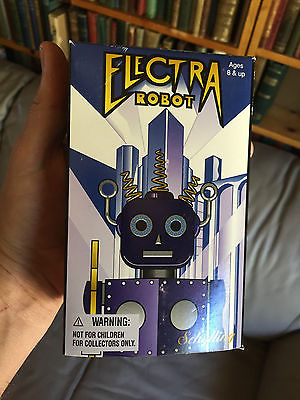 ELECTRA
ROBOT
Ages
8 & up
WARNING:
NOT FOR CHILDREN
FOR COLLECTORS ONLY.
Schylling